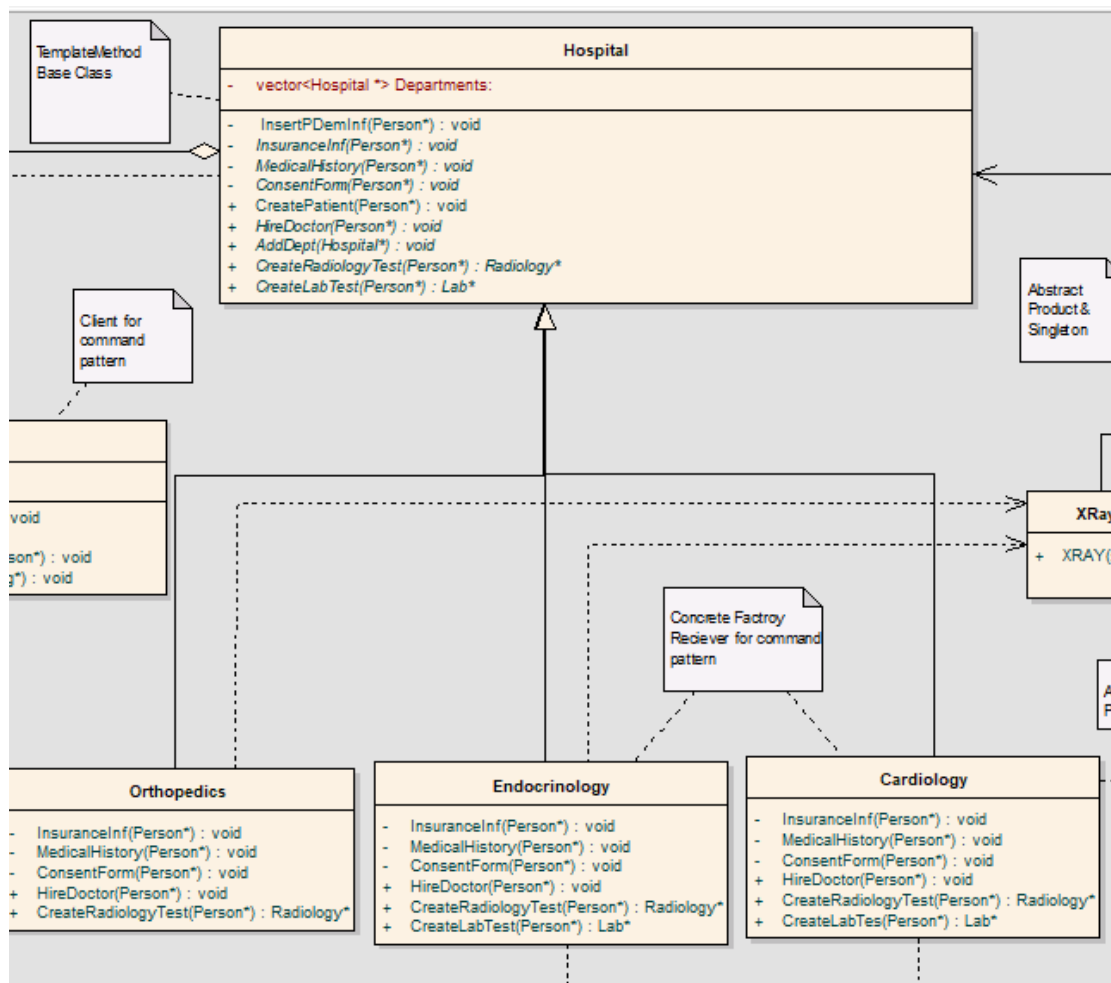 TemplateMethod
Base Class
Hospital
- vector<Hospital *> Departments:
- InsertPDemInf(Person*) : void
- InsuranceInf(Person*) : void
- MedicalHistory(Person*) : void
- ConsentForm(Person*) : void
+ CreatePatient(Person*) : void
+ HireDoctor(Person*) : void
+ AddDept(Hospital*) : void
+ CreateRadiologyTest(Person*) : Radiology*
+ CreateLabTest(Person*) : Lab*
Abstract
Product &
Singleton
Client for
command
pattern
void
son*) : void
g*) : void
XRay
+ XRAY(
Concrete Factroy
Reciever for command
pattern
Orthopedics
- InsuranceInf(Person*) : void
- MedicalHistory(Person*) : void
- ConsentForm(Person*) : void
+ HireDoctor(Person*) : void
+ CreateRadiologyTest(Person*) : Radiology*
Endocrinology
- InsuranceInf(Person*) : void
- MedicalHistory(Person*) : void
- ConsentForm(Person*) : void
+ HireDoctor(Person*) : void
+ CreateRadiologyTest(Person*) : Radiology*
+ CreateLabTest(Person*) : Lab*
Cardiology
- InsuranceInf(Person*) : void
- MedicalHistory(Person*) : void
- ConsentForm(Person*) : void
+ HireDoctor(Person*) : void
+ CreateRadiologyTest(Person*) : Radiology*
+ CreateLabTes(Person*) : Lab*